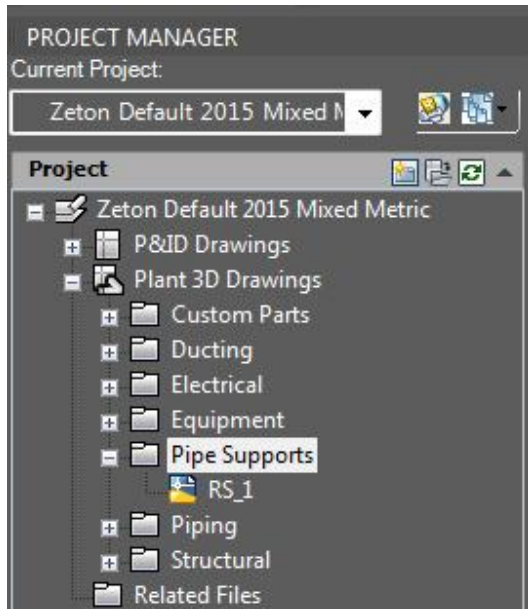 PROJECT MANAGER
Current Project:
Zeton Default 2015 Mixed M
Project
Zeton Default 2015 Mixed Metric
P&ID Drawings
Plant 3D Drawings
Custom Parts
Ducting
Electrical
Equipment
Pipe Supports
RS_1
Piping
Structural
Related Files